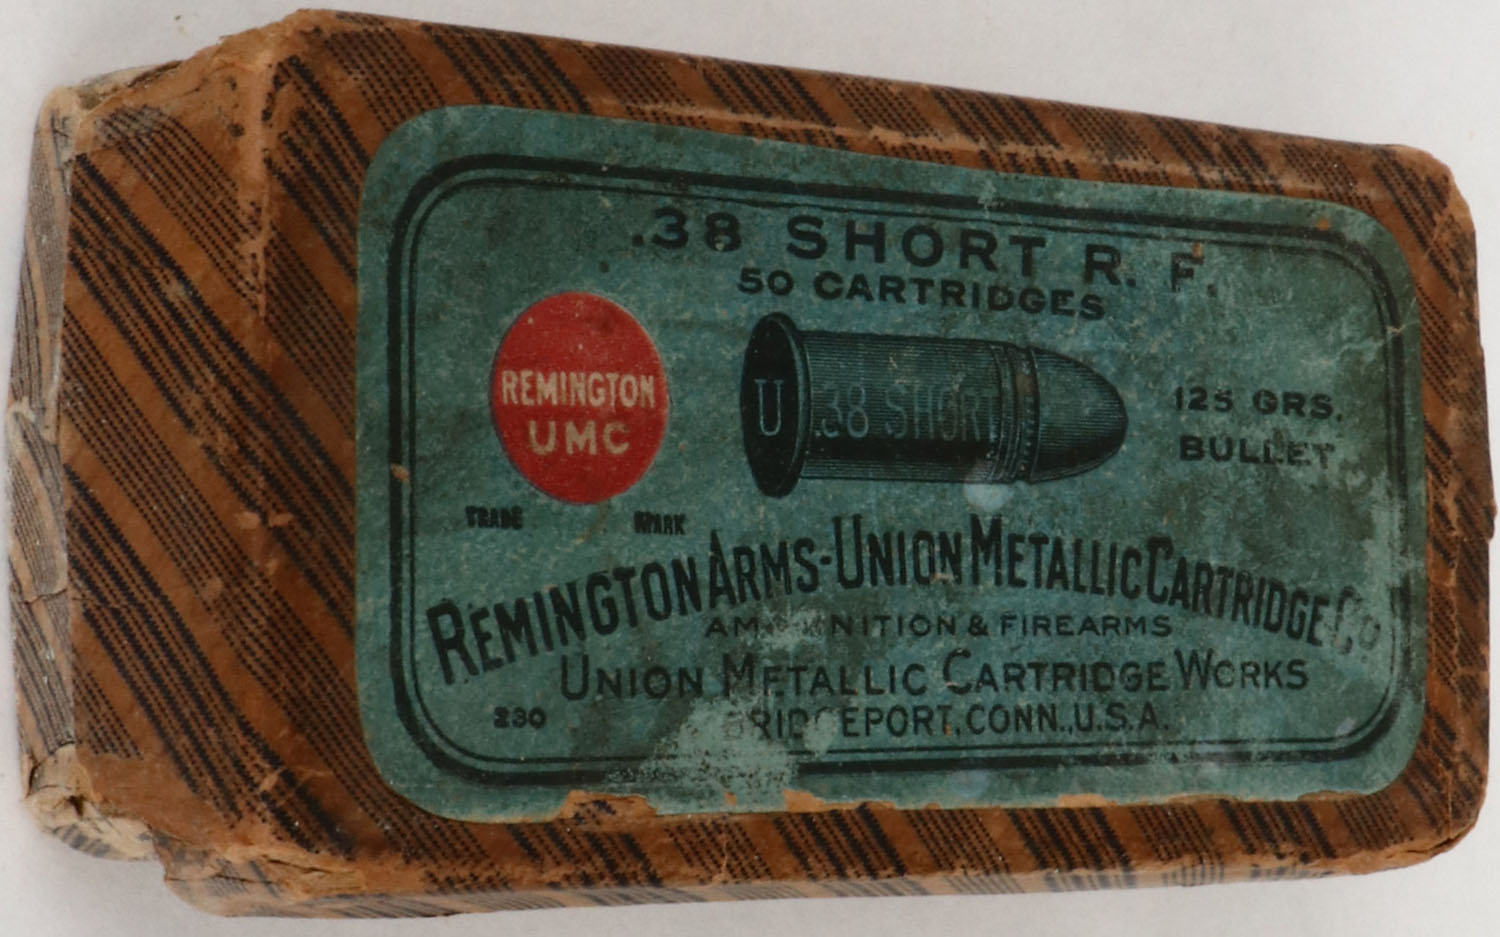 .38 SHORT R. F.
50 CARTRIDGES
REMINGTON
UMC
TRADE MARK
U .38 SHORT
125 GRS.
BULLET
REMINGTON ARMS-UNION METALLIC CARTRIDGE Co.
AMMUNITION & FIREARMS
UNION METALLIC CARTRIDGE WORKS
230
BRIDGEPORT, CONN., U.S.A.